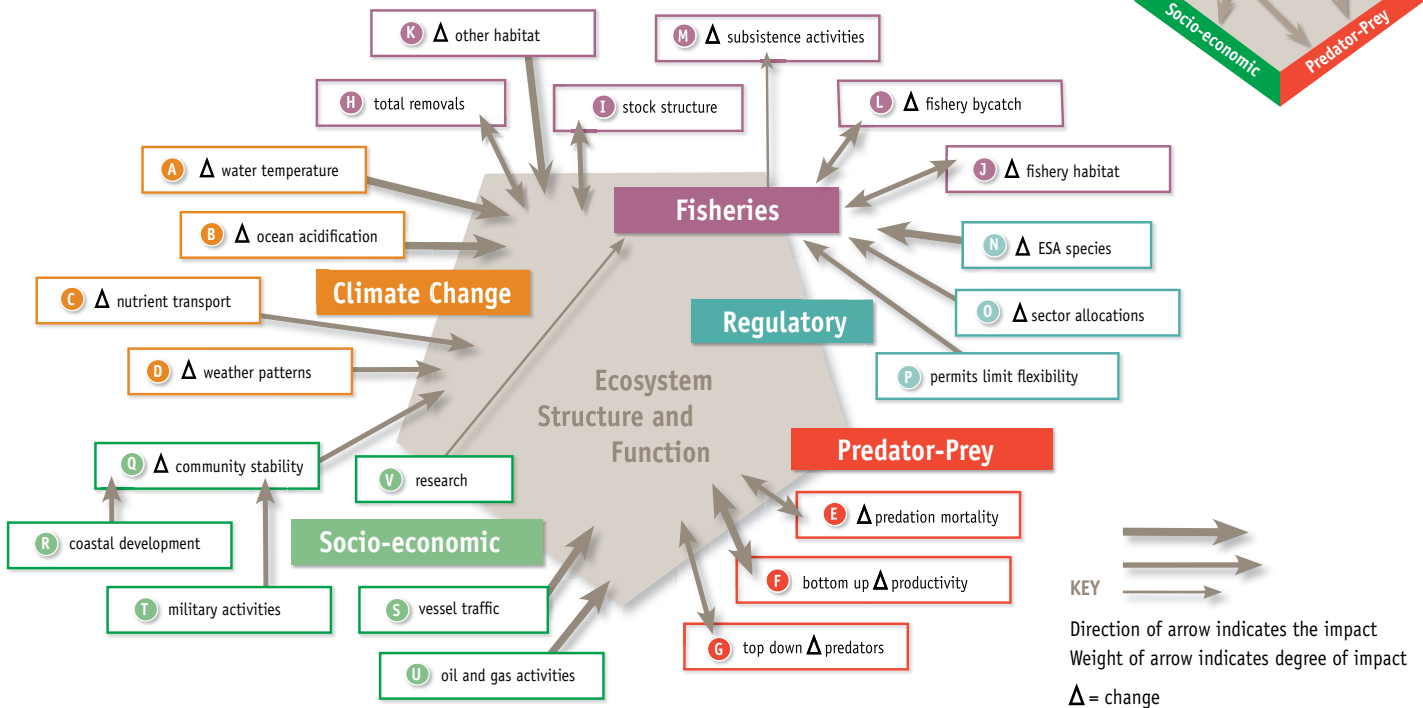 K Δ other habitat
M Δ subsistence activities
Socio-economic
Predator-Prey
H total removals
I stock structure
L Δ fishery bycatch
A Δ water temperature
J Δ fishery habitat
Fisheries
B Δ ocean acidification
N Δ ESA species
Climate Change
C Δ nutrient transport
O Δ sector allocations
Regulatory
D Δ weather patterns
P permits limit flexibility
Ecosystem
Structure and
Function
Predator-Prey
Q Δ community stability
V research
E Δ predation mortality
R coastal development
Socio-economic
F bottom up Δ productivity
T military activities
S vessel traffic
G top down Δ predators
U oil and gas activities
KEY
Direction of arrow indicates the impact
Weight of arrow indicates degree of impact
Δ = change